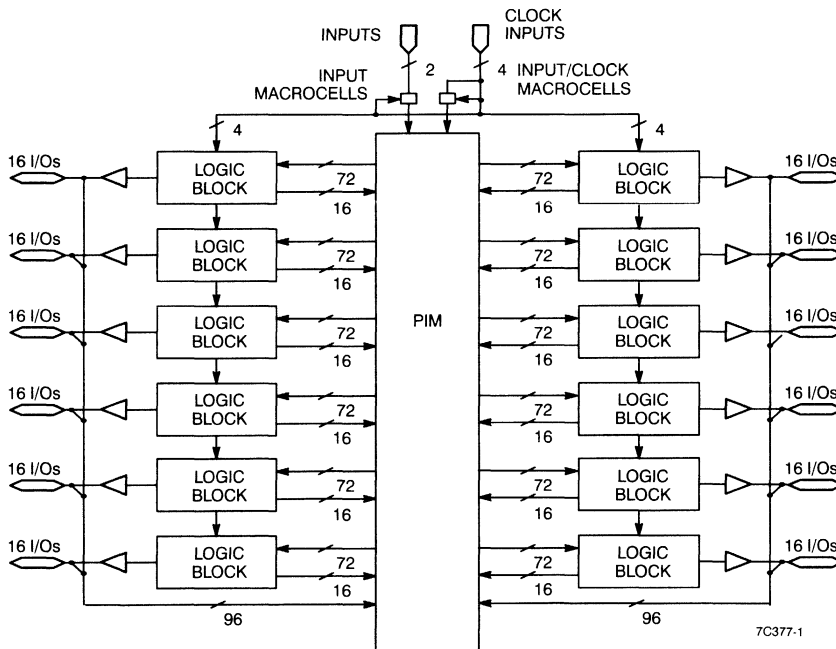 INPUTS
CLOCK
INPUTS
2
4
INPUT
MACROCELLS
INPUT/CLOCK
MACROCELLS
4
4
16 I/Os
LOGIC
BLOCK
72
16
72
16
LOGIC
BLOCK
16 I/Os
16 I/Os
LOGIC
BLOCK
72
16
72
16
LOGIC
BLOCK
16 I/Os
16 I/Os
LOGIC
BLOCK
72
16
PIM
72
16
LOGIC
BLOCK
16 I/Os
16 I/Os
LOGIC
BLOCK
72
16
72
16
LOGIC
BLOCK
16 I/Os
16 I/Os
LOGIC
BLOCK
72
16
72
16
LOGIC
BLOCK
16 I/Os
16 I/Os
LOGIC
BLOCK
72
16
72
16
LOGIC
BLOCK
16 I/Os
96
96
7C377-1